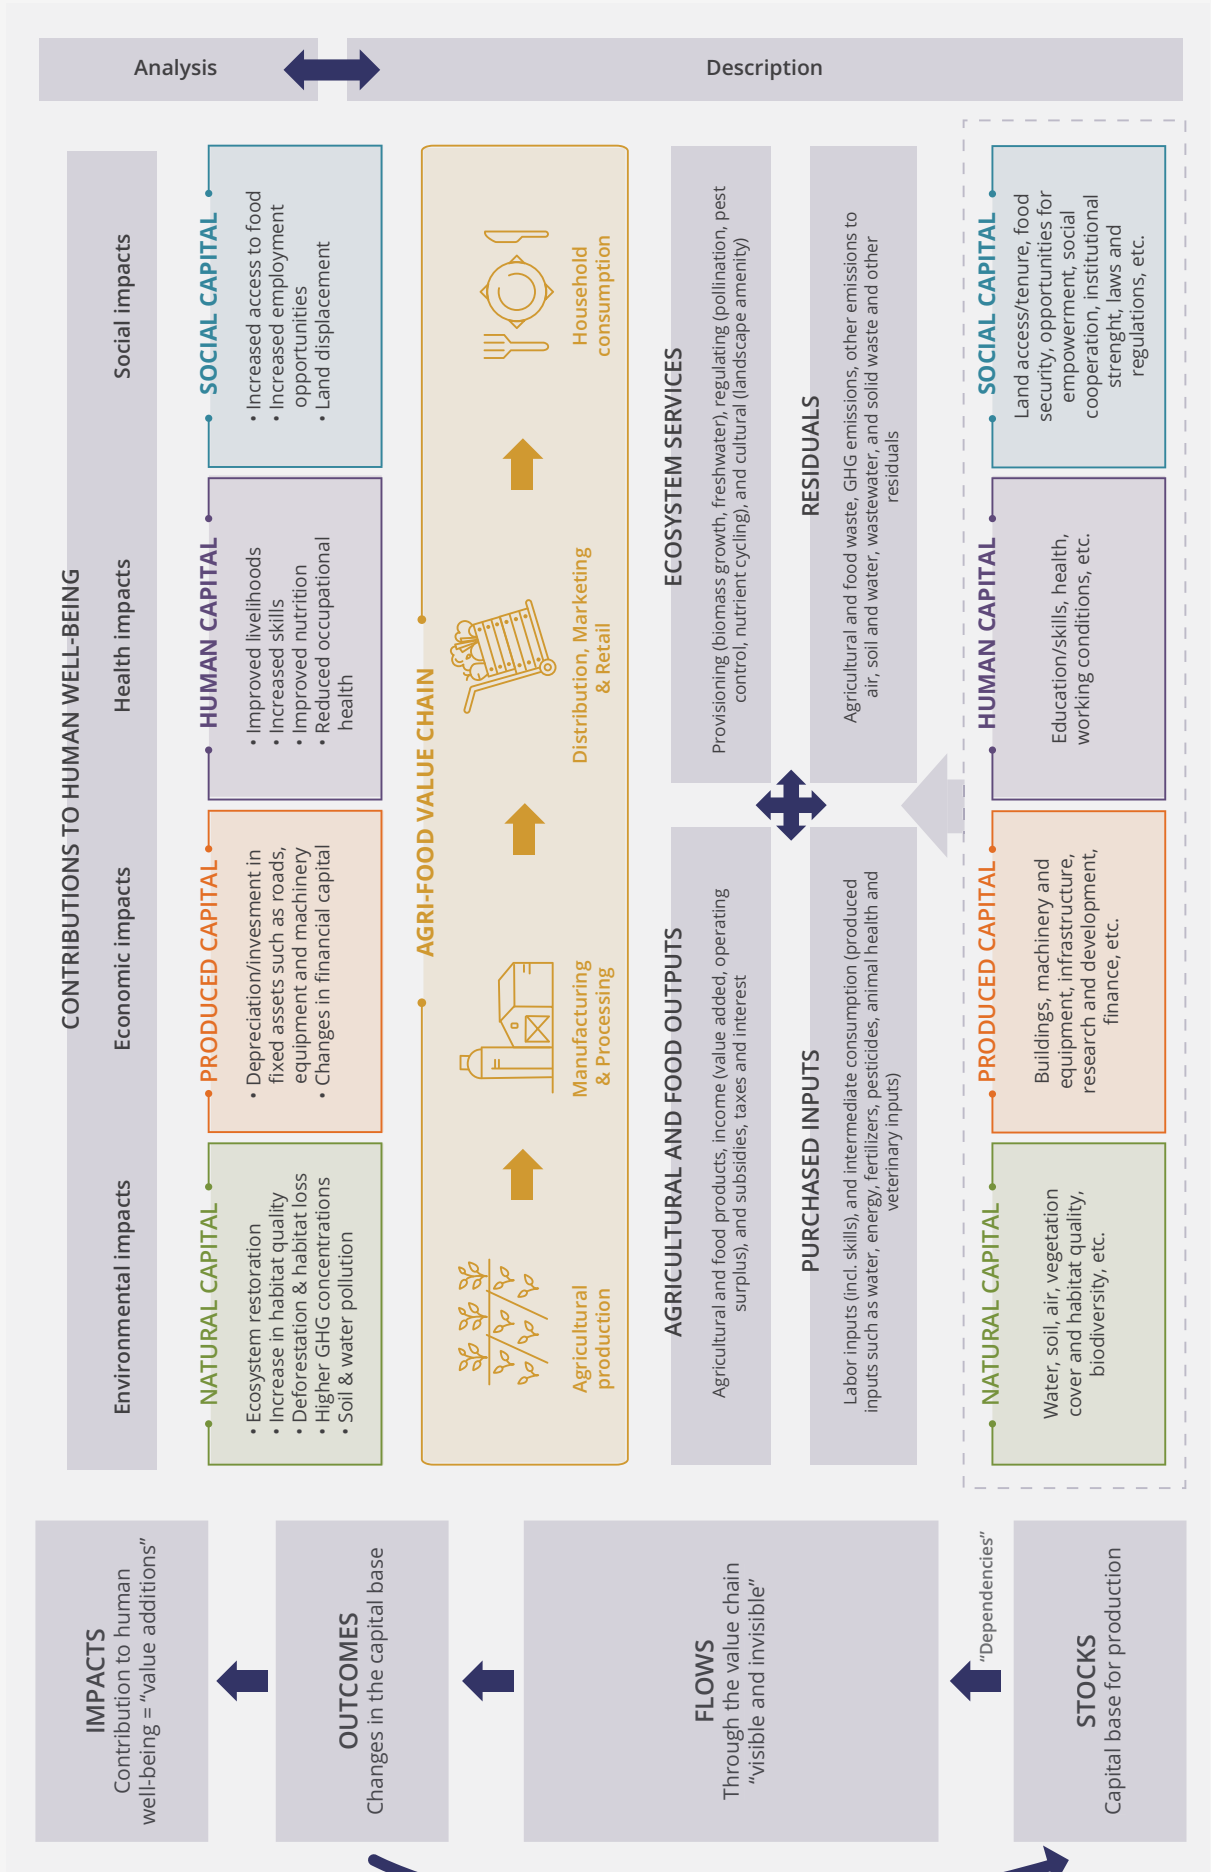 Analysis
Description
CONTRIBUTIONS TO HUMAN WELL-BEING
Environmental impacts
Economic impacts
Health impacts
Social impacts
NATURAL CAPITAL
• Ecosystem restoration
• Increase in habitat quality
• Deforestation & habitat loss
• Higher GHG concentrations
• Soil & water pollution
PRODUCED CAPITAL
• Depreciation/invesment in
fixed assets such as roads,
equipment and machinery
• Changes in financial capital
HUMAN CAPITAL
• Improved livelihoods
• Increased skills
• Improved nutrition
• Reduced occupational
health
SOCIAL CAPITAL
• Increased access to food
• Increased employment
opportunities
• Land displacement
AGRI-FOOD VALUE CHAIN
Agricultural
production
Manufacturing
& Processing
Distribution, Marketing
& Retail
Household
consumption
AGRICULTURAL AND FOOD OUTPUTS
Agricultural and food products, income (value added, operating
surplus), and subsidies, taxes and interest
ECOSYSTEM SERVICES
Provisioning (biomass growth, freshwater), regulating (pollination, pest
control, nutrient cycling), and cultural (landscape amenity)
PURCHASED INPUTS
Labor inputs (incl. skills), and intermediate consumption (produced
inputs such as water, energy, fertilizers, pesticides, animal health and
veterinary inputs)
RESIDUALS
Agricultural and food waste, GHG emissions, other emissions to
air, soil and water, wastewater, and solid waste and other
residuals
NATURAL CAPITAL
Water, soil, air, vegetation
cover and habitat quality,
biodiversity, etc.
PRODUCED CAPITAL
Buildings, machinery and
equipment, infrastructure,
research and development,
finance, etc.
HUMAN CAPITAL
Education/skills, health,
working conditions, etc.
SOCIAL CAPITAL
Land access/tenure, food
security, opportunities for
empowerment, social
cooperation, institutional
strenght, laws and
regulations, etc.
IMPACTS
Contribution to human
well-being = “value additions”
OUTCOMES
Changes in the capital base
FLOWS
Through the value chain
“visible and invisible”
“Dependencies”
STOCKS
Capital base for production